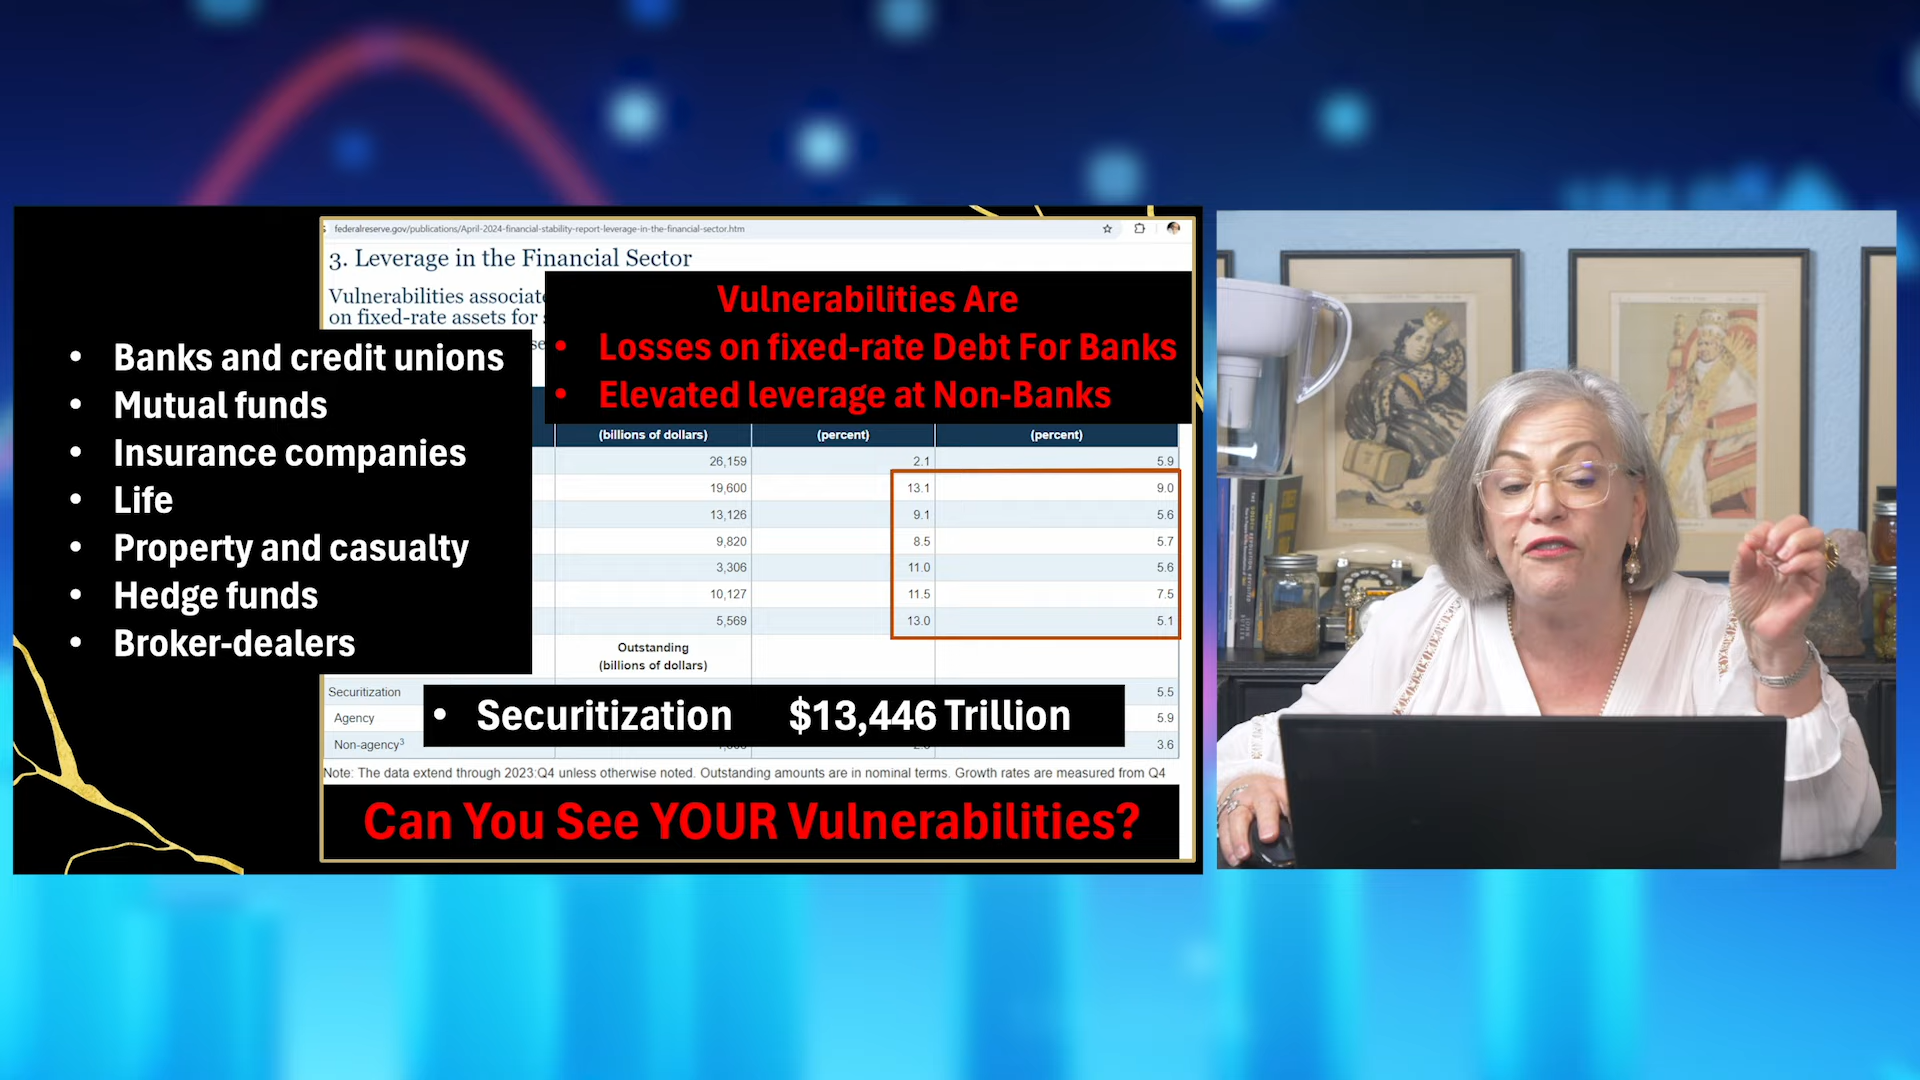 federalreserve.gov/publications/April-2024-financial-stability-report-leverage-in-the-financial-sector.htm
3. Leverage in the Financial Sector
Vulnerabilities
on fixed-rate assets for
Vulnerabilities Are
• Losses on fixed-rate Debt For Banks
• Elevated leverage at Non-Banks
• Banks and credit unions
• Mutual funds
• Insurance companies
• Life
• Property and casualty
• Hedge funds
• Broker-dealers
(billions of dollars) (percent) (percent)
26,159 2.1 5.9
19,600 13.1 9.0
13,126 9.1 5.6
9,820 8.5 5.7
3,306 11.0 5.6
10,127 11.5 7.5
5,569 13.0 5.1
Outstanding
(billions of dollars)
Securitization 5.5
Agency 5.9
Non-agency3 3.6
• Securitization $13,446 Trillion
Note: The data extend through 2023:Q4 unless otherwise noted. Outstanding amounts are in nominal terms. Growth rates are measured from Q4
Can You See YOUR Vulnerabilities?